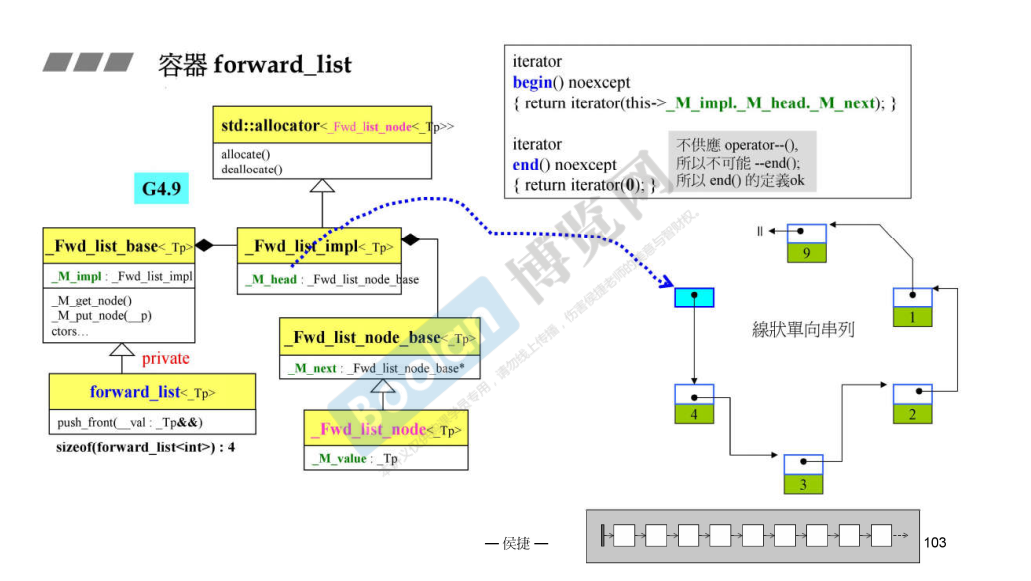 容器 forward_list
iterator
begin() noexcept
{ return iterator(this->_M_impl._M_head._M_next); }
iterator
end() noexcept
{ return iterator(0); }
不供應 operator--(),
所以不可能 --end();
所以 end() 的定義ok
std::allocator<_Fwd_list_node<_Tp>>
allocate()
deallocate()
G4.9
_Fwd_list_base<_Tp>
_M_impl : _Fwd_list_impl
_M_get_node()
_M_put_node(__p)
ctors…
_Fwd_list_impl<_Tp>
_M_head : _Fwd_list_node_base
private
forward_list<_Tp>
push_front(__val : _Tp&&)
sizeof(forward_list<int>) : 4
_Fwd_list_node_base<_Tp>
_M_next : _Fwd_list_node_base*
_Fwd_list_node<_Tp>
_M_value : _Tp
9
1
線狀單向串列
4
2
3
Boolan 博览网
— 侯捷 —
103